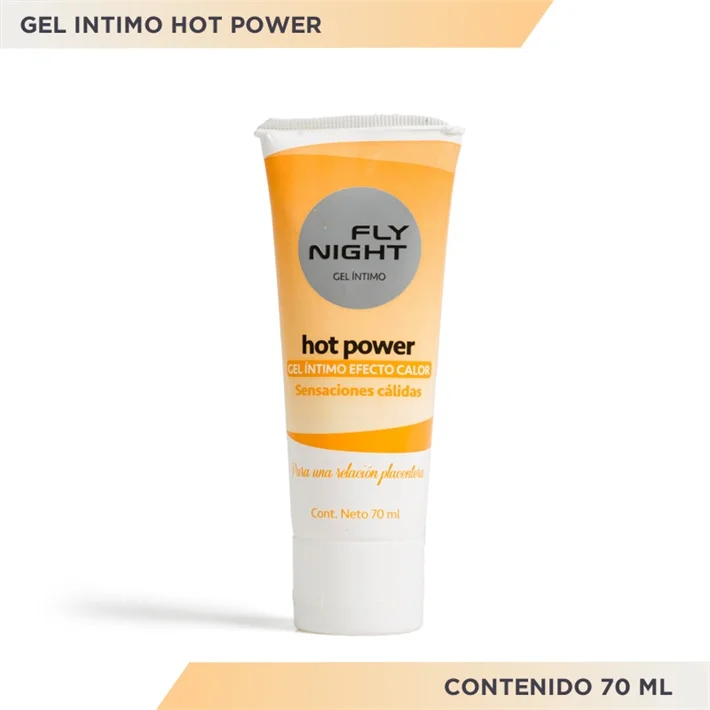 GEL INTIMO HOT POWER
FLY
NIGHT
GEL ÍNTIMO
hot power
GEL ÍNTIMO EFECTO CALOR
Sensaciones cálidas
Para una relación placentera
Cont. Neto 70 ml
CONTENIDO 70 ML